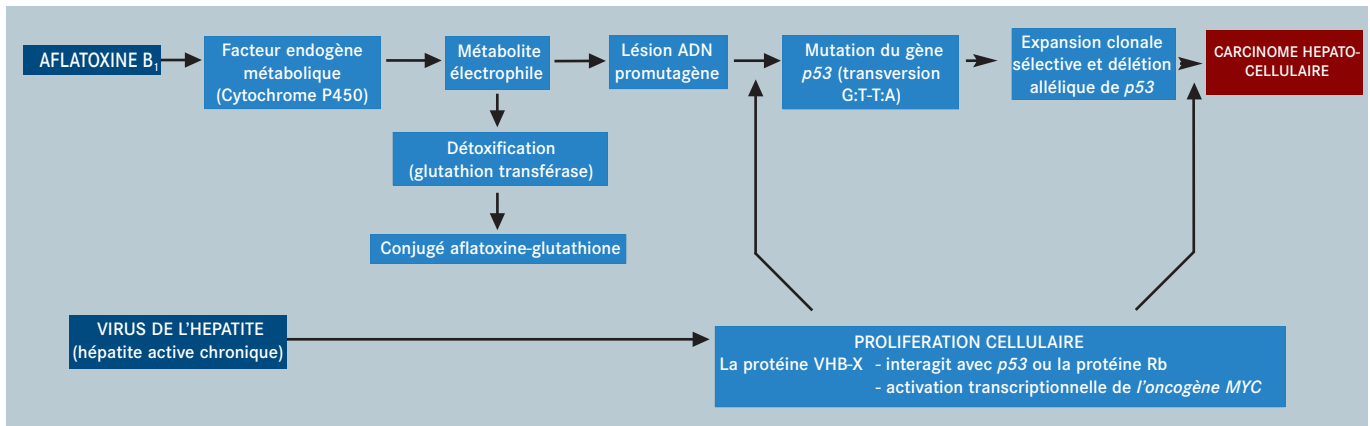 AFLATOXINE B₁
Facteur endogène
métabolique
(Cytochrome P450)
Métabolite
électrophile
Lésion ADN
promutagène
Mutation du gène
p53 (transversion
G:T-T:A)
Expansion clonale
sélective et délétion
allélique de p53
CARCINOME HEPATO-
CELLULAIRE
Détoxification
(glutathion transférase)
Conjugé aflatoxine-glutathione
VIRUS DE L'HEPATITE
(hépatite active chronique)
PROLIFERATION CELLULAIRE
La protéine VHB-X - interagit avec p53 ou la protéine Rb
- activation transcriptionnelle de l'oncogène MYC